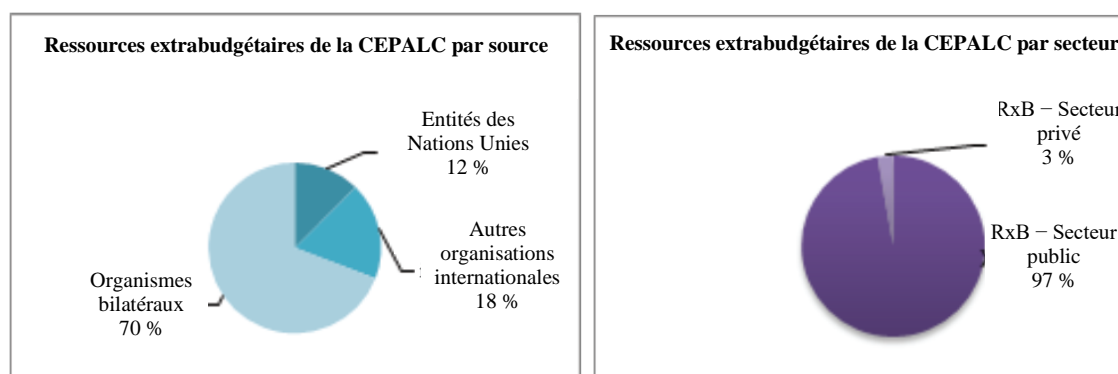 Ressources extrabudgétaires de la CEPALC par source
Entités des
Nations Unies
12 %
Autres
organisations
internationales
18 %
Organismes
bilatéraux
70 %
Ressources extrabudgétaires de la CEPALC par secteur
RxB − Secteur
privé
3 %
RxB − Secteur
public
97 %